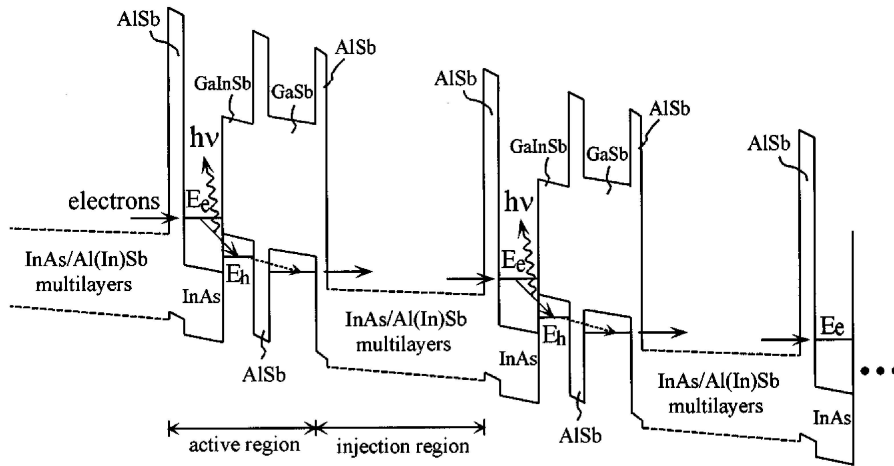 AlSb
AlSb
GaInSb
GaSb
hν
electrons
Ee
Eh
InAs/Al(In)Sb
multilayers
InAs
AlSb
active region
injection region
InAs/Al(In)Sb
multilayers
AlSb
AlSb
GaInSb
GaSb
hν
Ee
Eh
InAs
AlSb
InAs/Al(In)Sb
multilayers
AlSb
Ee
InAs